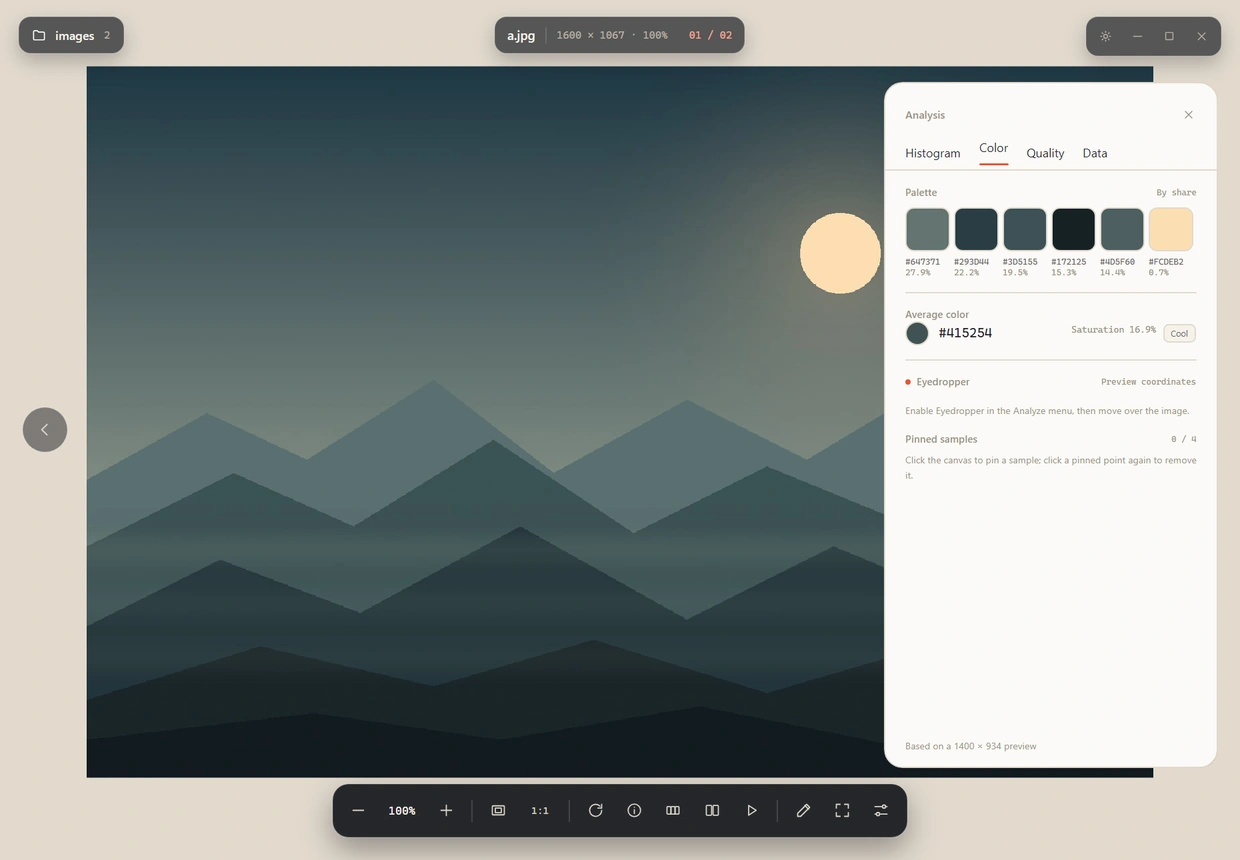 images 2
a.jpg 1600 × 1067 · 100% 01 / 02
Analysis
Histogram Color Quality Data
Palette By share
#647371 #293D44 #3D5155 #172125 #4D5F60 #FCDEB2
27.9% 22.2% 19.5% 15.3% 14.4% 0.7%
Average color
#415254 Saturation 16.9% Cool
Eyedropper Preview coordinates
Enable Eyedropper in the Analyze menu, then move over the image.
Pinned samples 0 / 4
Click the canvas to pin a sample; click a pinned point again to remove
it.
Based on a 1400 × 934 preview
100% 1:1